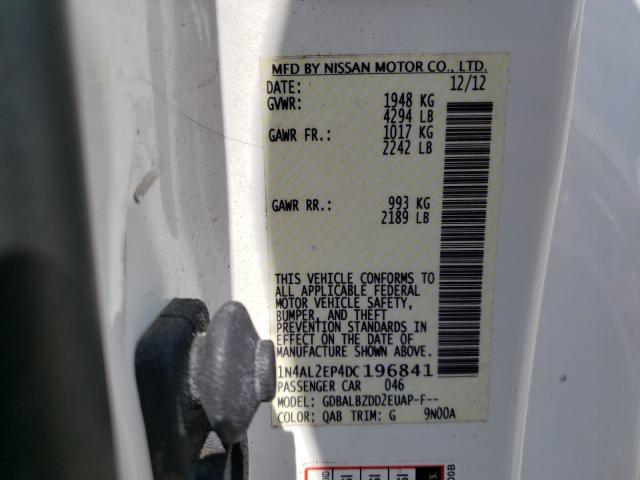 MFD BY NISSAN MOTOR CO., LTD.
DATE: 12/12
GVWR: 1948 KG
4294 LB
GAWR FR.: 1017 KG
2242 LB
GAWR RR.: 993 KG
2189 LB
THIS VEHICLE CONFORMS TO
ALL APPLICABLE FEDERAL
MOTOR VEHICLE SAFETY,
BUMPER, AND THEFT
PREVENTION STANDARDS IN
EFFECT ON THE DATE OF
MANUFACTURE SHOWN ABOVE.
1N4AL2EP4DC196841
PASSENGER CAR 046
MODEL: GDBALBZDD2EUAP-F--
COLOR: QAB TRIM: G 9N00A